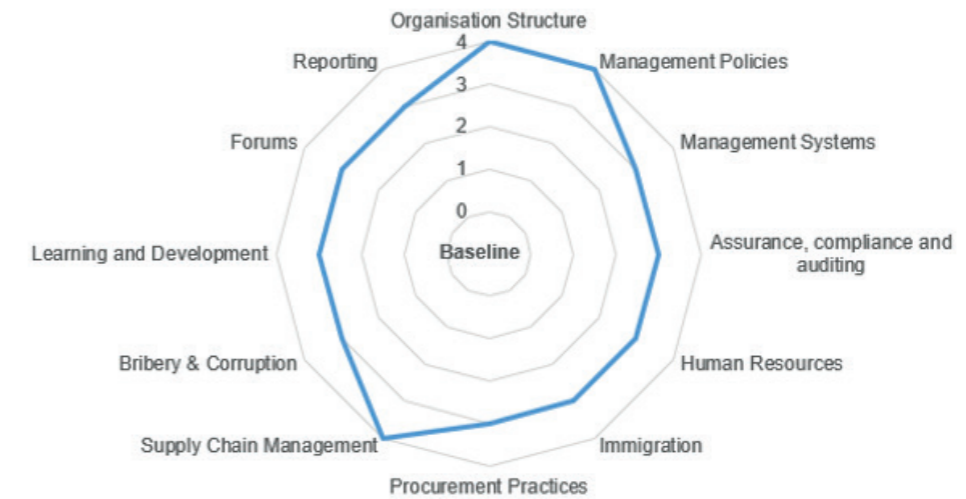 Organisation Structure
4
Reporting
Management Policies
3
Forums
2
Management Systems
1
0
Learning and Development
Baseline
Assurance, compliance and
auditing
Bribery & Corruption
Human Resources
Supply Chain Management
Immigration
Procurement Practices